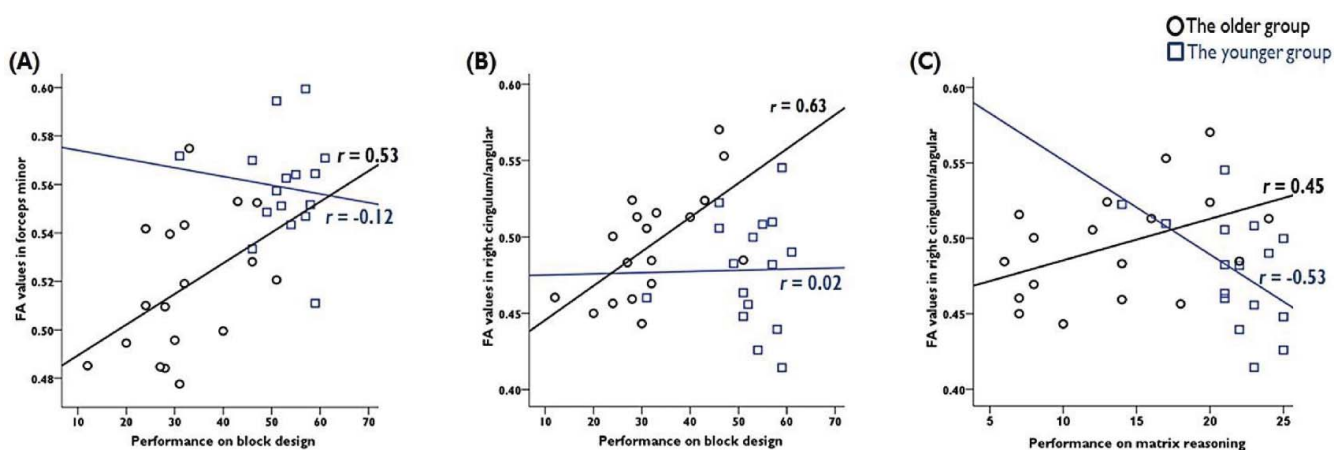 The older group
The younger group
(A)
(B)
(C)
FA values in forceps minor
0.60
0.58
0.56
0.54
0.52
0.50
0.48
r = 0.53
r = -0.12
10 20 30 40 50 60 70
Performance on block design
FA values in right cingulum/angular
0.60
0.55
0.50
0.45
0.40
r = 0.63
r = 0.02
10 20 30 40 50 60 70
Performance on block design
FA values in right cingulum/angular
0.60
0.55
0.50
0.45
0.40
r = 0.45
r = -0.53
5 10 15 20 25
Performance on matrix reasoning